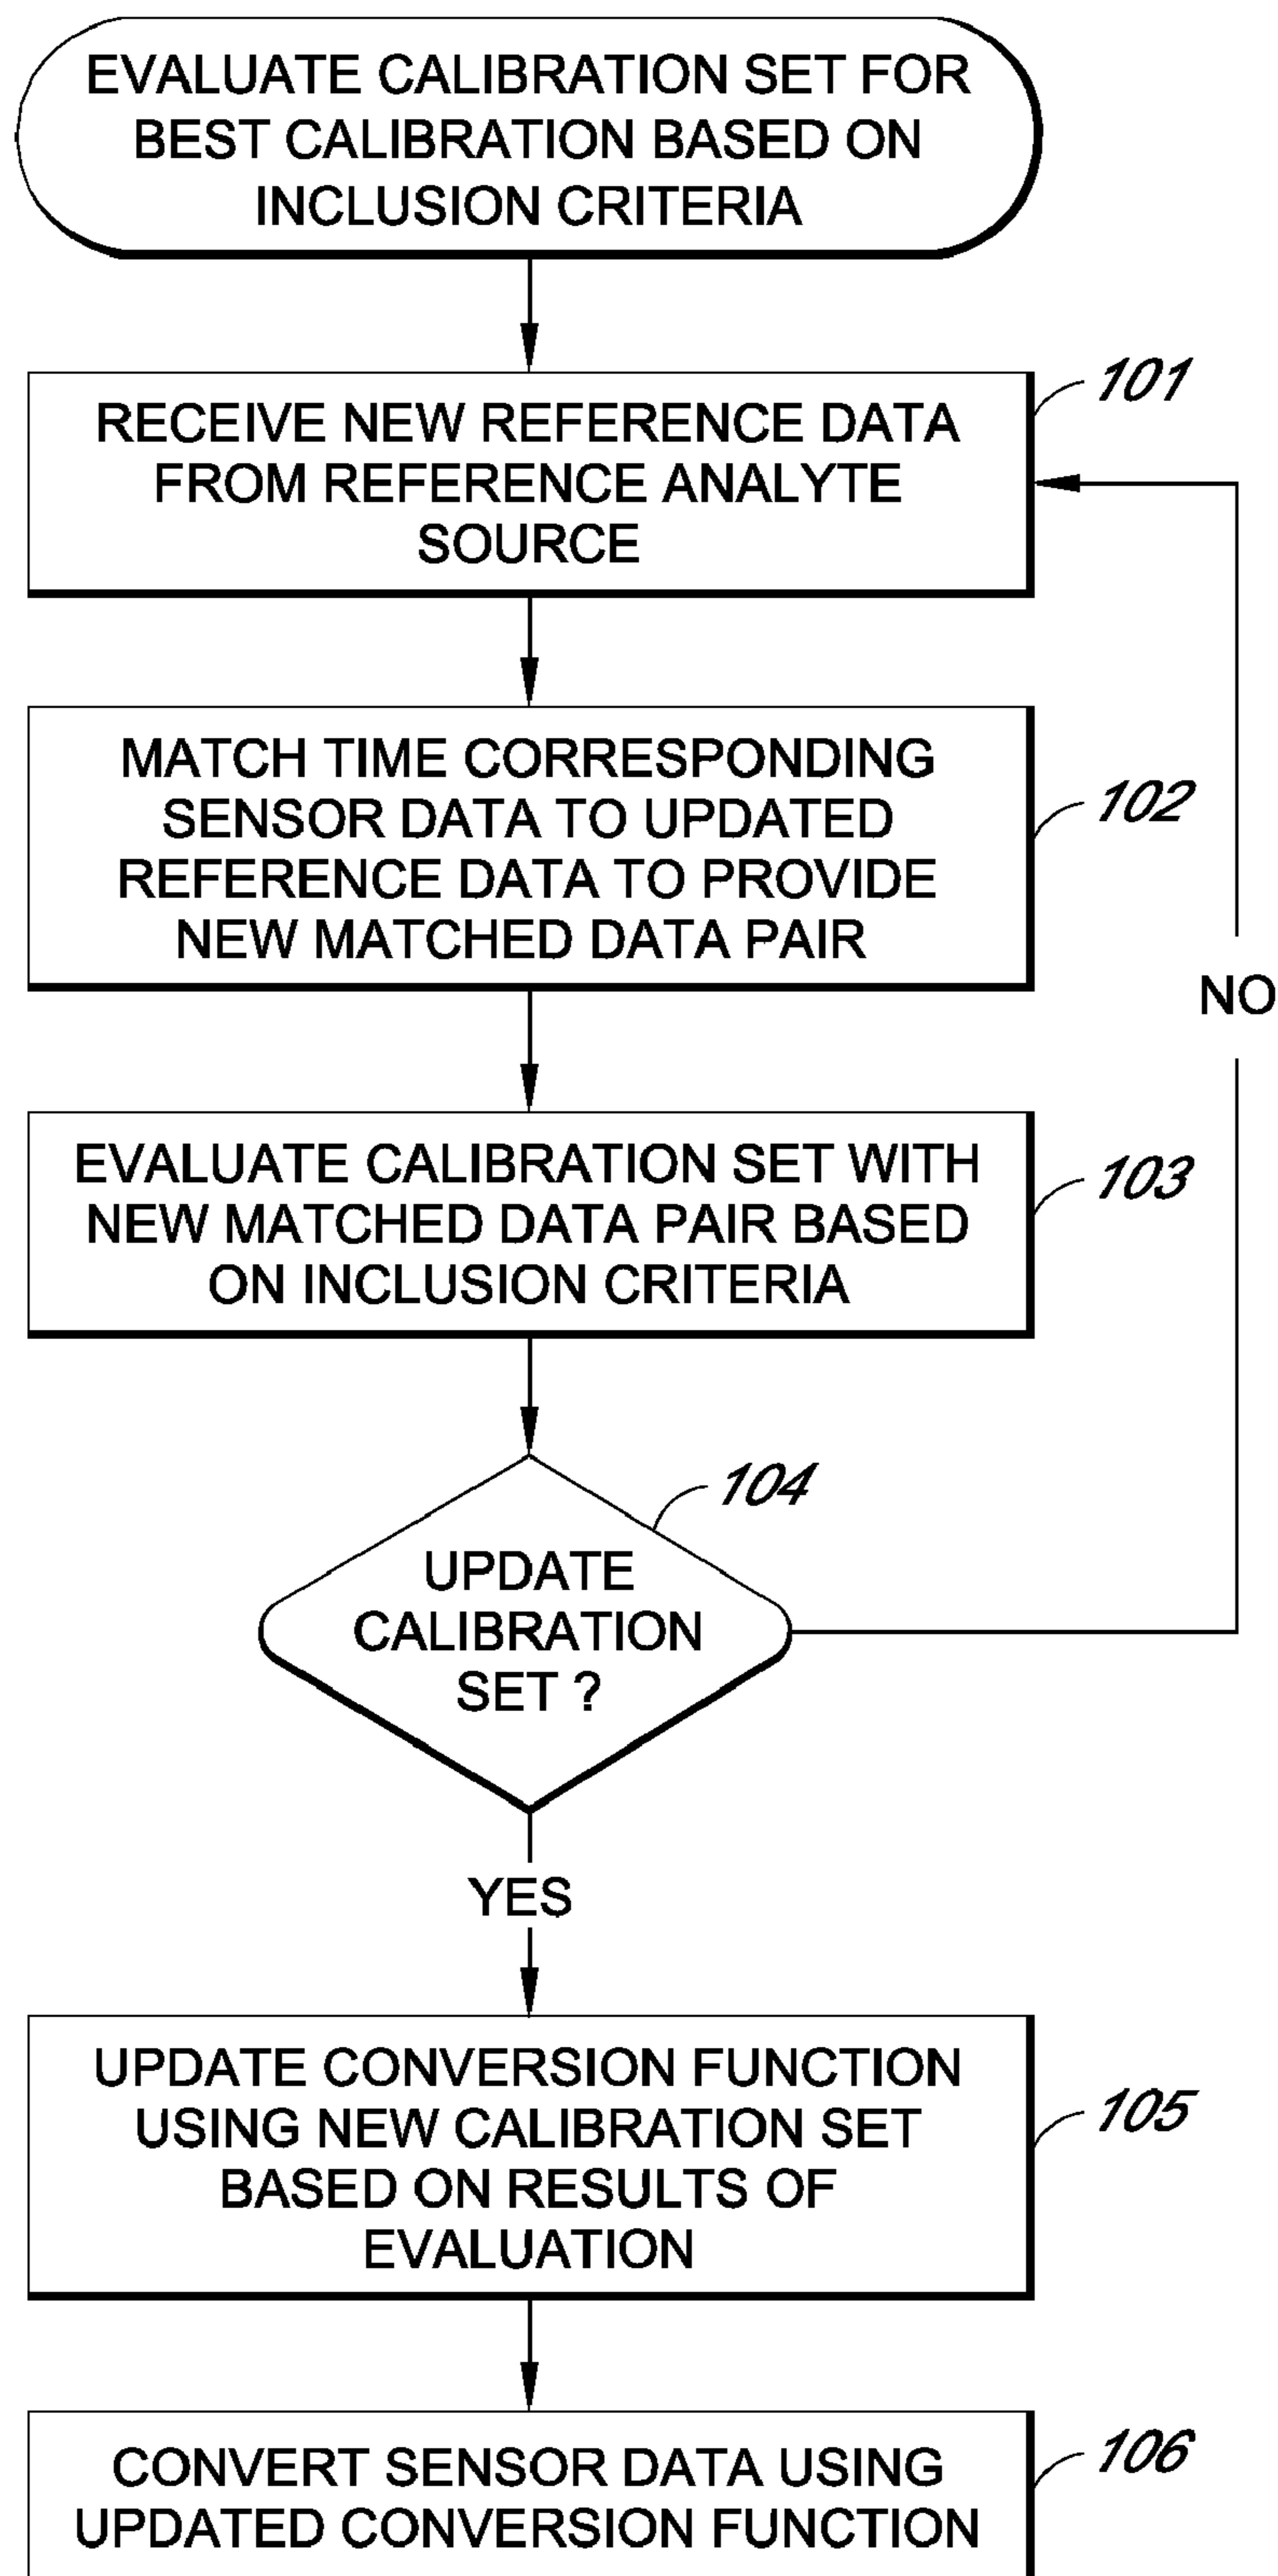 EVALUATE CALIBRATION SET FOR
BEST CALIBRATION BASED ON
INCLUSION CRITERIA
101
RECEIVE NEW REFERENCE DATA
FROM REFERENCE ANALYTE
SOURCE
102
MATCH TIME CORRESPONDING
SENSOR DATA TO UPDATED
REFERENCE DATA TO PROVIDE
NEW MATCHED DATA PAIR
NO
103
EVALUATE CALIBRATION SET WITH
NEW MATCHED DATA PAIR BASED
ON INCLUSION CRITERIA
104
UPDATE
CALIBRATION
SET ?
YES
105
UPDATE CONVERSION FUNCTION
USING NEW CALIBRATION SET
BASED ON RESULTS OF
EVALUATION
106
CONVERT SENSOR DATA USING
UPDATED CONVERSION FUNCTION